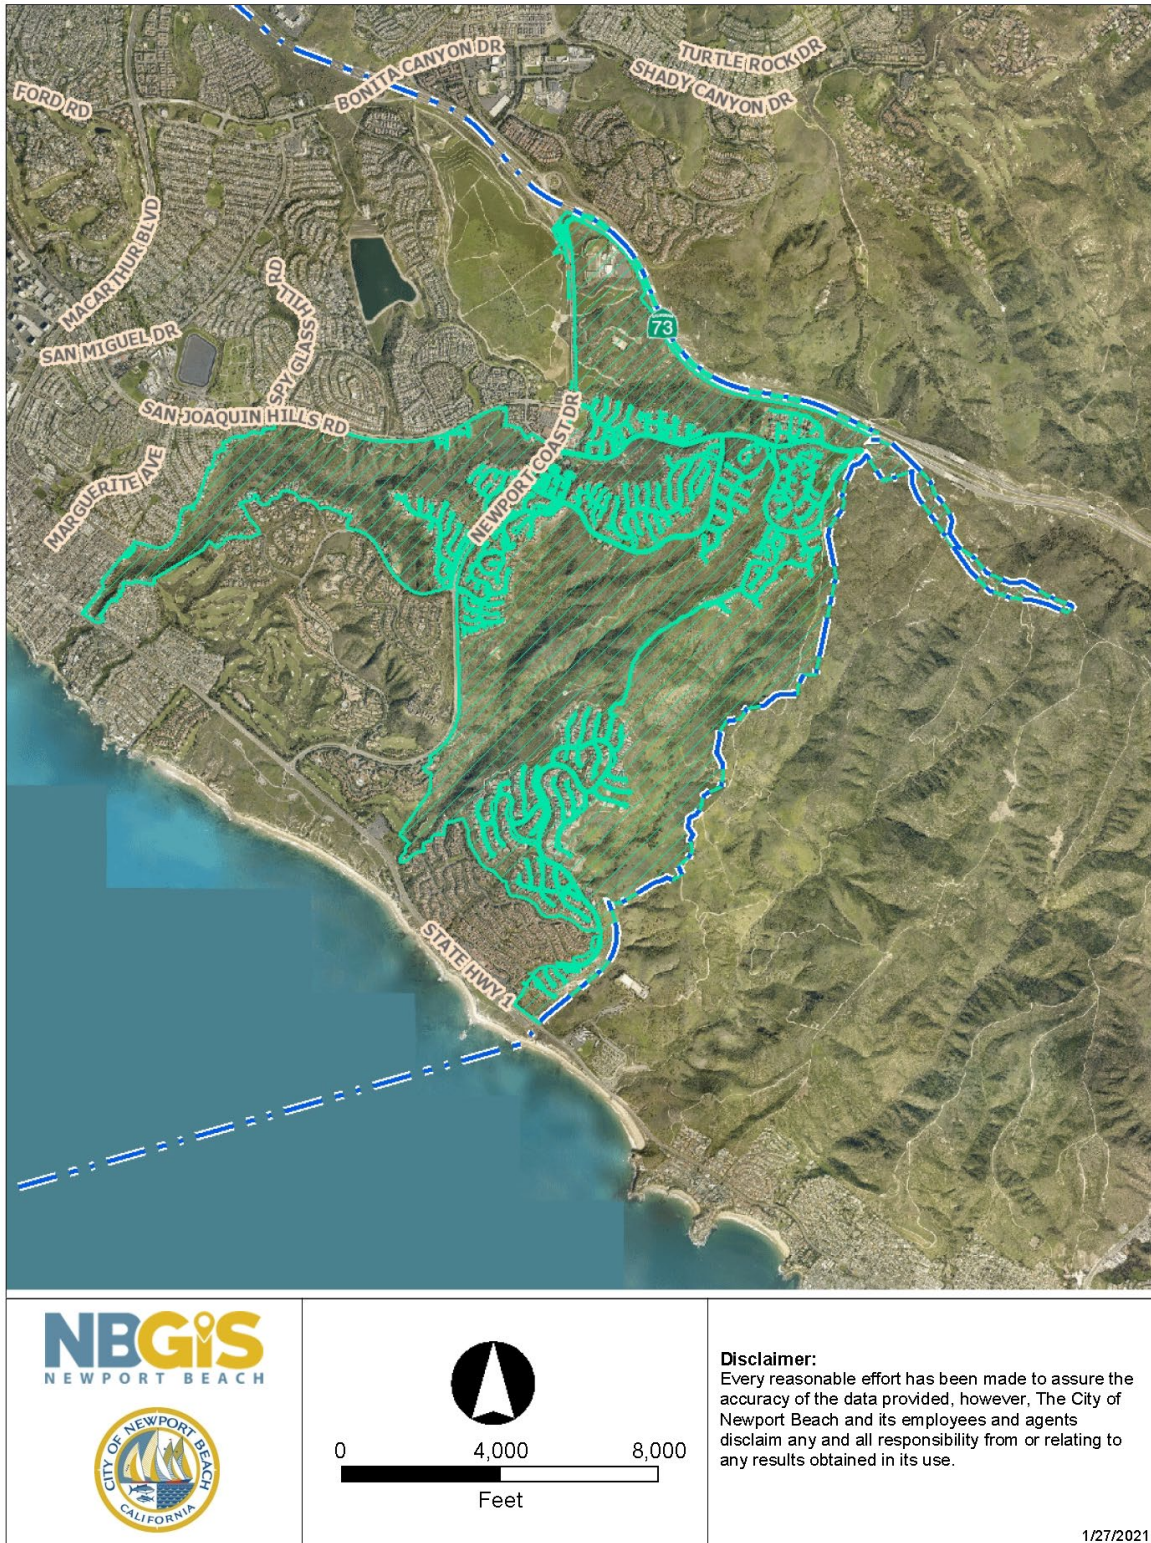 TURTLE ROCK DR
BONITA CANYON DR
SHADY CANYON DR
FORD RD
MACARTHUR BLVD
SPY GLASS HILL RD
CALIFORNIA
73
SAN MIGUEL DR
SAN JOAQUIN HILLS RD
NEWPORT COAST DR
MARGUERITE AVE
STATE HWY 1
NBGIS
NEWPORT BEACH
CITY OF NEWPORT BEACH
CALIFORNIA
0 4,000 8,000
Feet
Disclaimer:
Every reasonable effort has been made to assure the
accuracy of the data provided, however, The City of
Newport Beach and its employees and agents
disclaim any and all responsibility from or relating to
any results obtained in its use.
1/27/2021